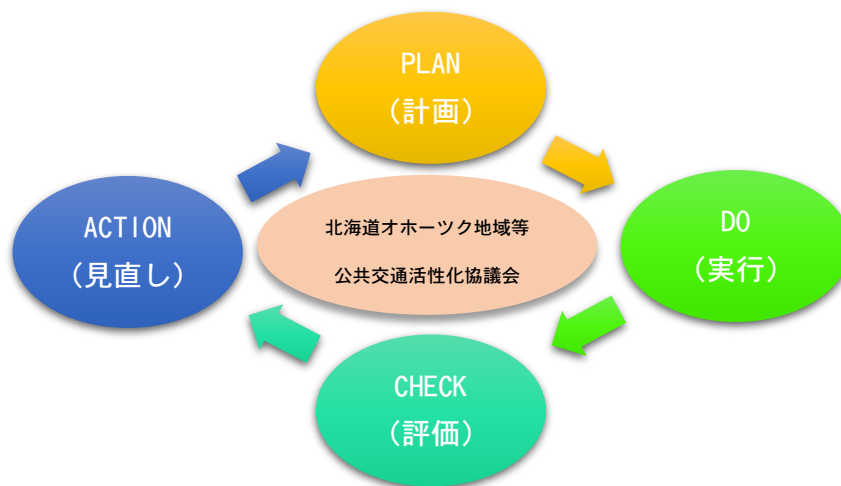 PLAN
（計画）
ACTION
（見直し）
北海道オホーツク地域等
公共交通活性化協議会
DO
（実行）
CHECK
（評価）